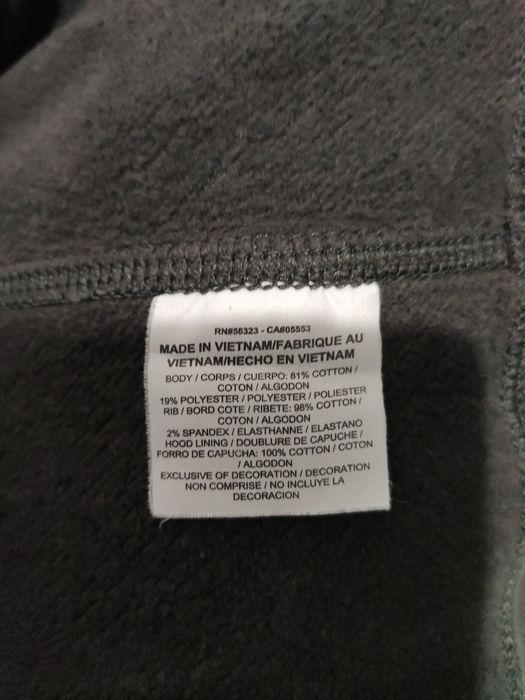 RN#56323 - CA#05553
MADE IN VIETNAM/FABRIQUE AU
VIETNAM/HECHO EN VIETNAM
BODY / CORPS / CUERPO: 81% COTTON /
COTON / ALGODON
19% POLYESTER / POLYESTER / POLIESTER
RIB / BORD COTE / RIBETE: 98% COTTON /
COTON / ALGODON
2% SPANDEX / ELASTHANNE / ELASTANO
HOOD LINING / DOUBLURE DE CAPUCHE /
FORRO DE CAPUCHA: 100% COTTON / COTON
/ ALGODON
EXCLUSIVE OF DECORATION / DECORATION
NON COMPRISE / NO INCLUYE LA
DECORACION